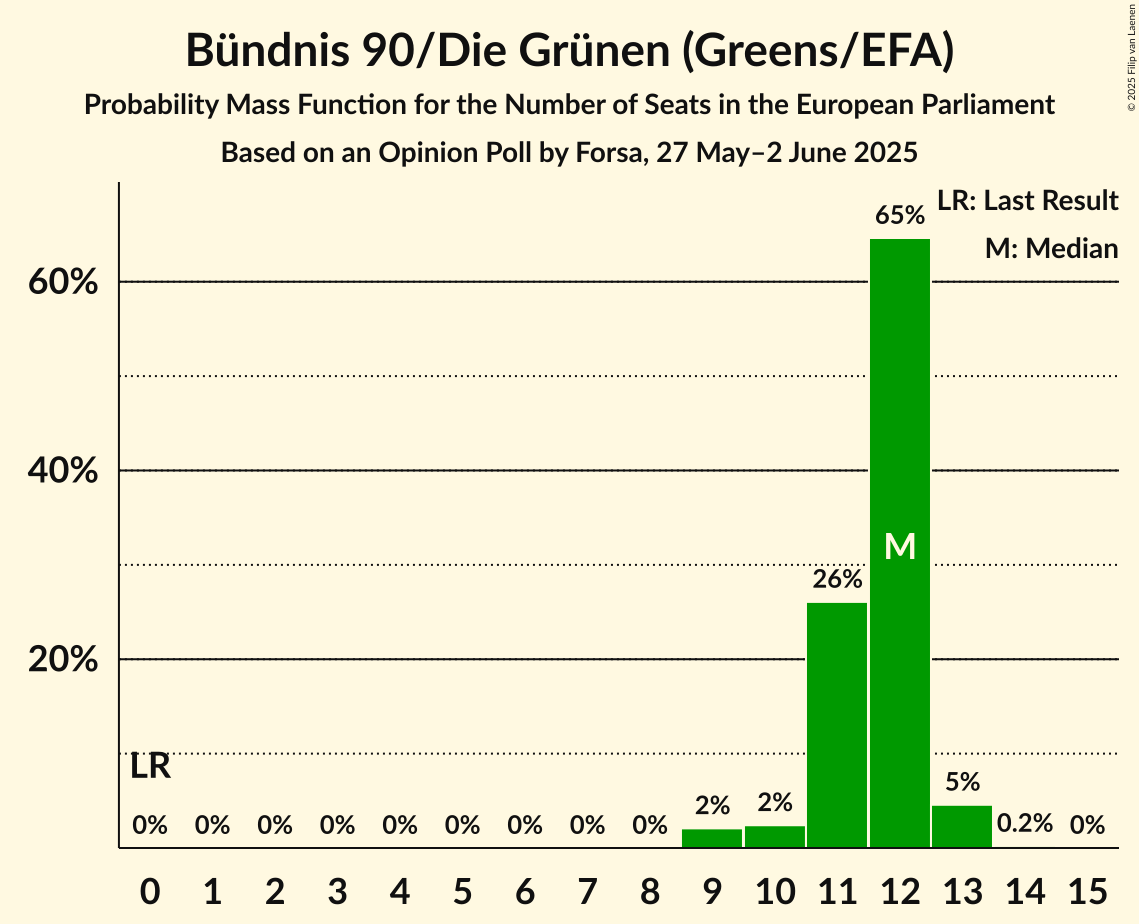 Bündnis 90/Die Grünen (Greens/EFA)
Probability Mass Function for the Number of Seats in the European Parliament
Based on an Opinion Poll by Forsa, 27 May–2 June 2025
© 2025 Filip van Laenen
LR: Last Result
M: Median
65%
60%
40%
M
26%
20%
LR
5%
0% 0% 0% 0% 0% 0% 0% 0% 0% 2% 2% 0.2% 0%
0 1 2 3 4 5 6 7 8 9 10 11 12 13 14 15